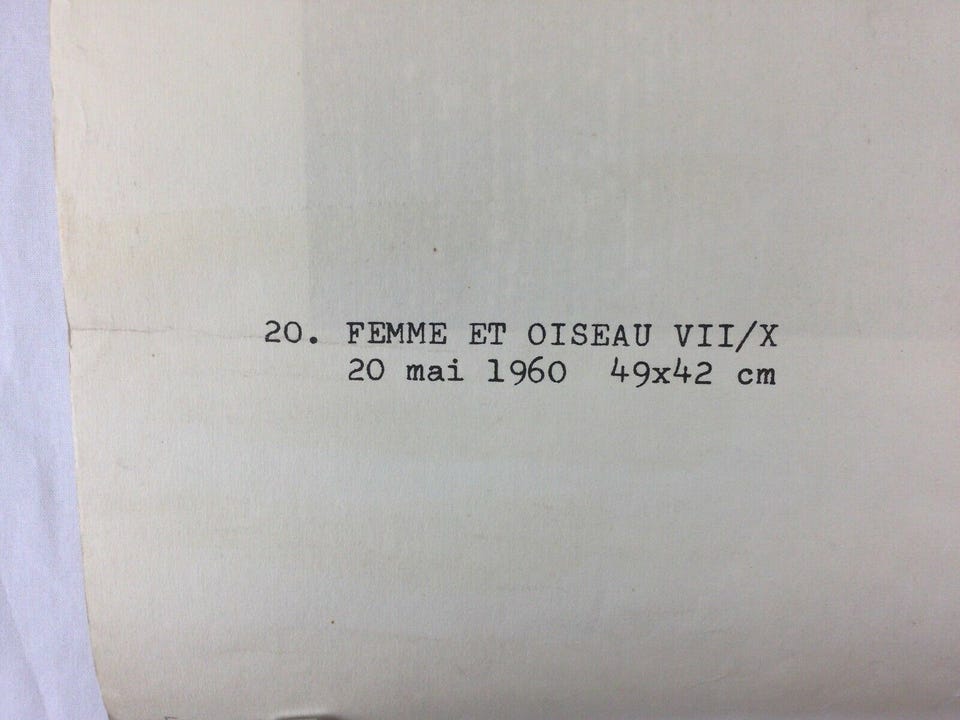 20. FEMME ET OISEAU VII/X
20 mai 1960 49x42 cm